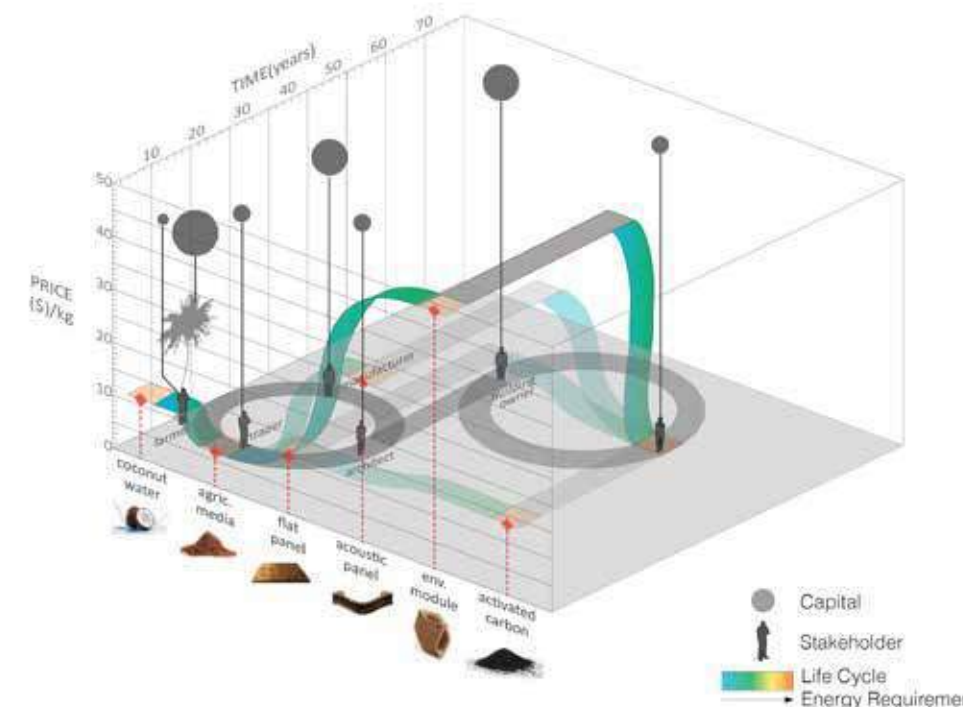 70
60
50
40
30
20
10
TIME(years)
50
40
30
20
10
0
PRICE
($)/kg
trader
architect
building
owner
coconut
water
agric.
media
flat
panel
acoustic
panel
env.
module
activated
carbon
Capital
Stakeholder
Life Cycle
Energy Requireme